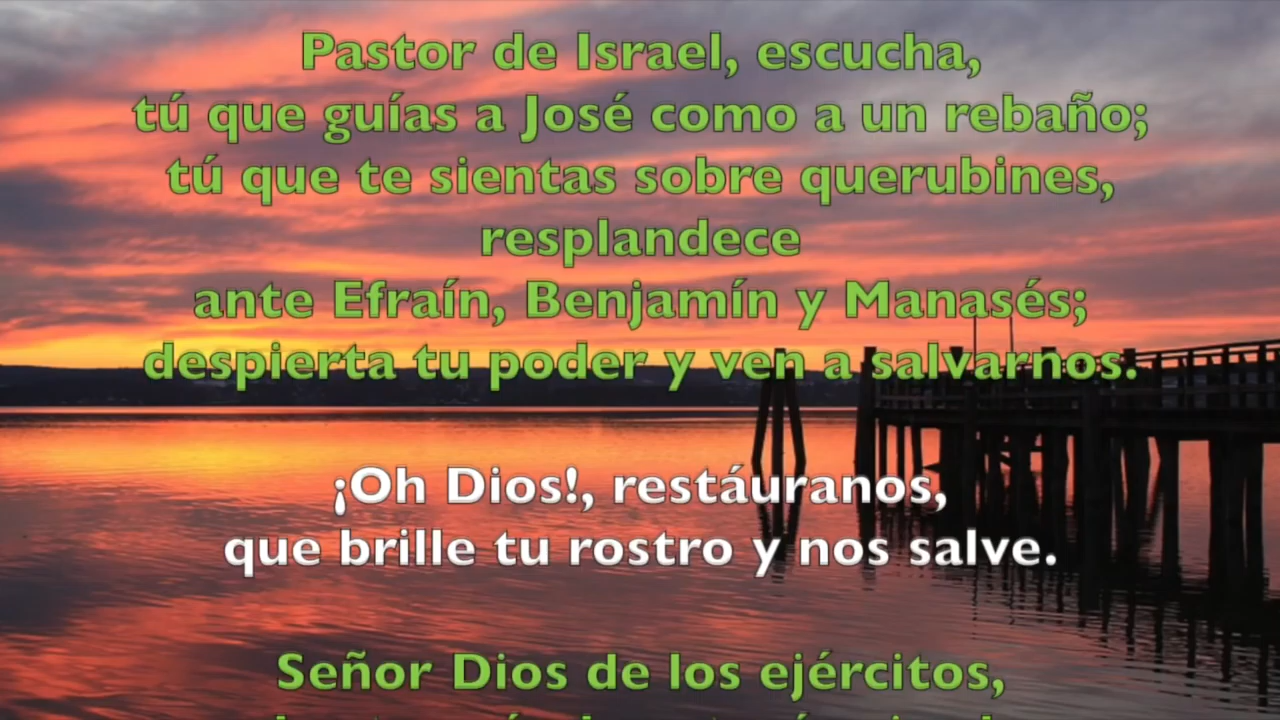 Pastor de Israel, escucha,
tú que guías a José como a un rebaño;
tú que te sientas sobre querubines,
resplandece
ante Efraín, Benjamín y Manasés;
despierta tu poder y ven a salvarnos.
¡Oh Dios!, restáuranos,
que brille tu rostro y nos salve.
Señor Dios de los ejércitos,